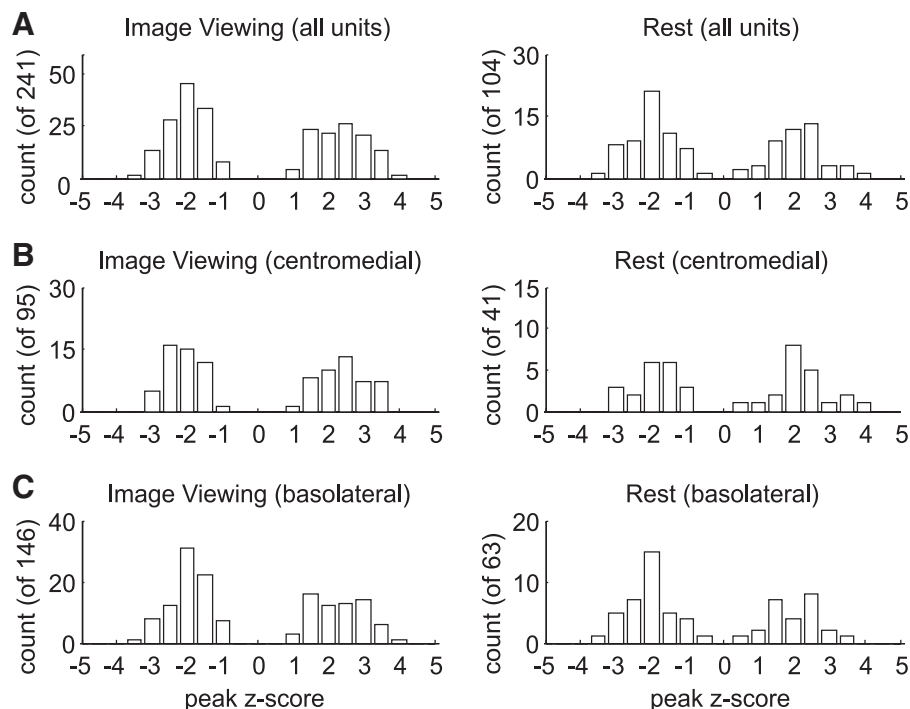 A
Image Viewing (all units)
Rest (all units)
count (of 241)
50
25
0
-5 -4 -3 -2 -1 0 1 2 3 4 5
count (of 104)
30
15
0
-5 -4 -3 -2 -1 0 1 2 3 4 5
B
Image Viewing (centromedial)
Rest (centromedial)
count (of 95)
30
15
0
-5 -4 -3 -2 -1 0 1 2 3 4 5
count (of 41)
15
10
5
0
-5 -4 -3 -2 -1 0 1 2 3 4 5
C
Image Viewing (basolateral)
Rest (basolateral)
count (of 146)
40
20
0
-5 -4 -3 -2 -1 0 1 2 3 4 5
peak z-score
count (of 63)
20
10
0
-5 -4 -3 -2 -1 0 1 2 3 4 5
peak z-score